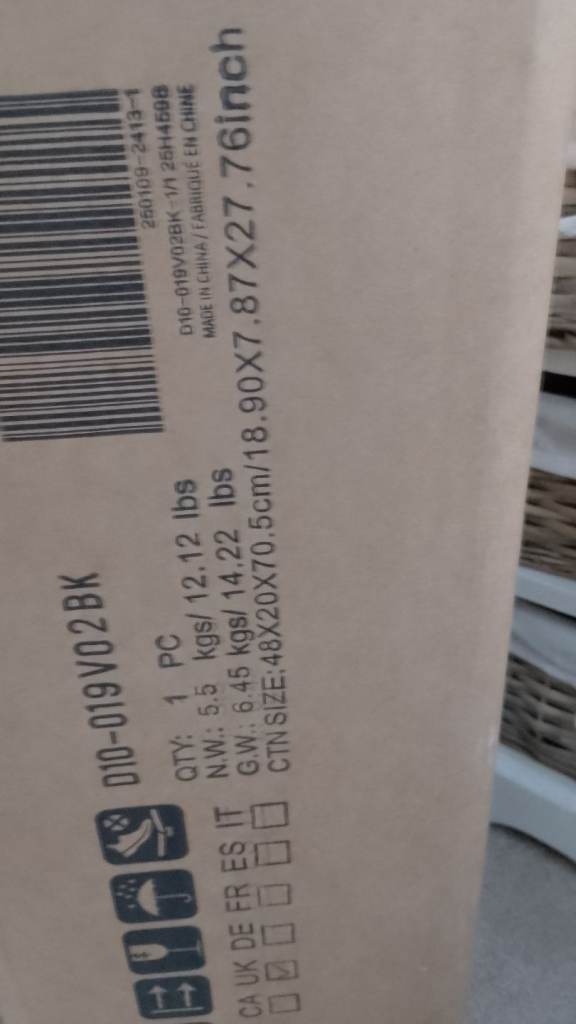 D10-019V02BK
QTY: 1 PC
N.W.: 5.5 kgs/ 12.12 lbs
G.W.: 6.45 kgs/ 14.22 lbs
CTN SIZE:48X20X70.5cm/18.90X7.87X27.76inch
250109-2413-1
D10-019V02BK-1/1 25H4508
MADE IN CHINA / FABRIQUÉ EN CHINE
CA UK DE FR ES IT